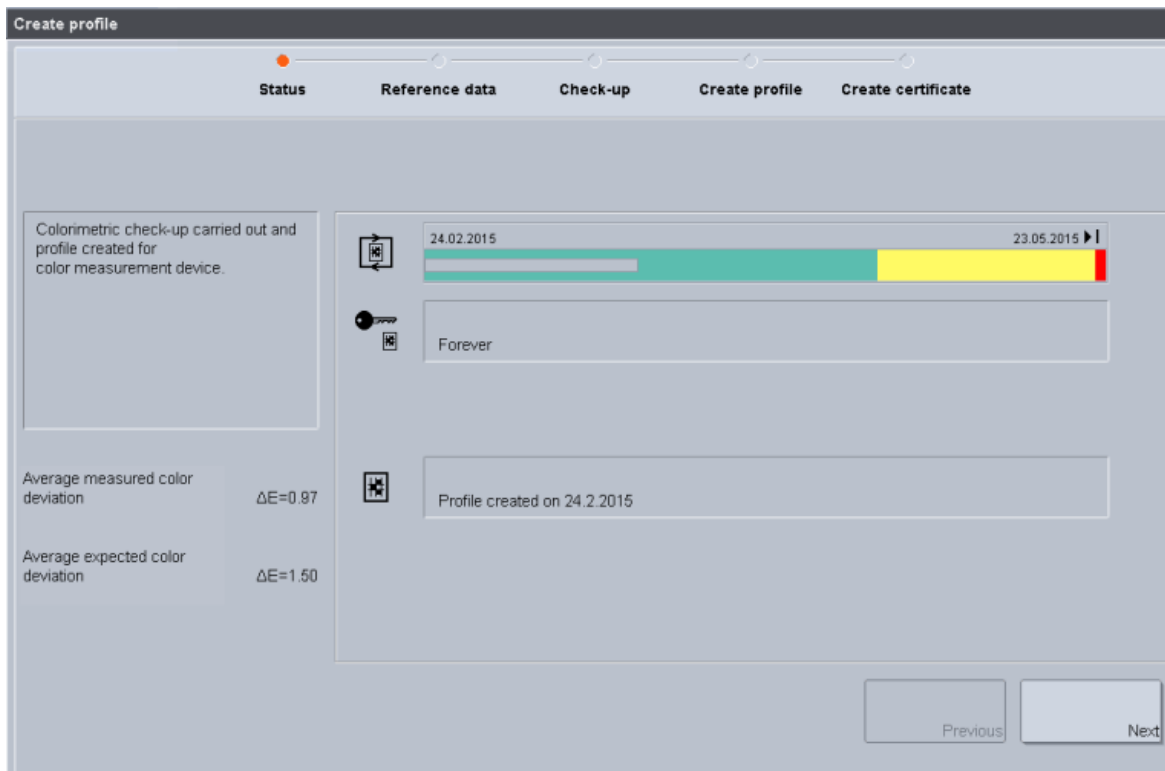 Create profile
Status Reference data Check-up Create profile Create certificate
Colorimetric check-up carried out and
profile created for
color measurement device.
24.02.2015 23.05.2015
Forever
Average measured color
deviation ΔE=0.97
Profile created on 24.2.2015
Average expected color
deviation ΔE=1.50
Previous Next